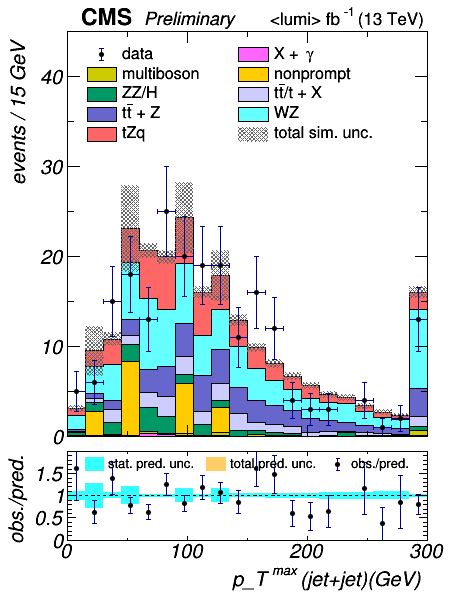 CMS Preliminary <lumi> fb⁻¹ (13 TeV)
events / 15 GeV
40
30
20
10
0
data
multiboson
ZZ/H
tt̄ + Z
tZq
X + γ
nonprompt
tt̄/t + X
WZ
total sim. unc.
obs./pred.
1.5
1
0.5
0
stat. pred. unc.
total pred. unc.
obs./pred.
0 100 200 300
p_T^max (jet+jet)(GeV)